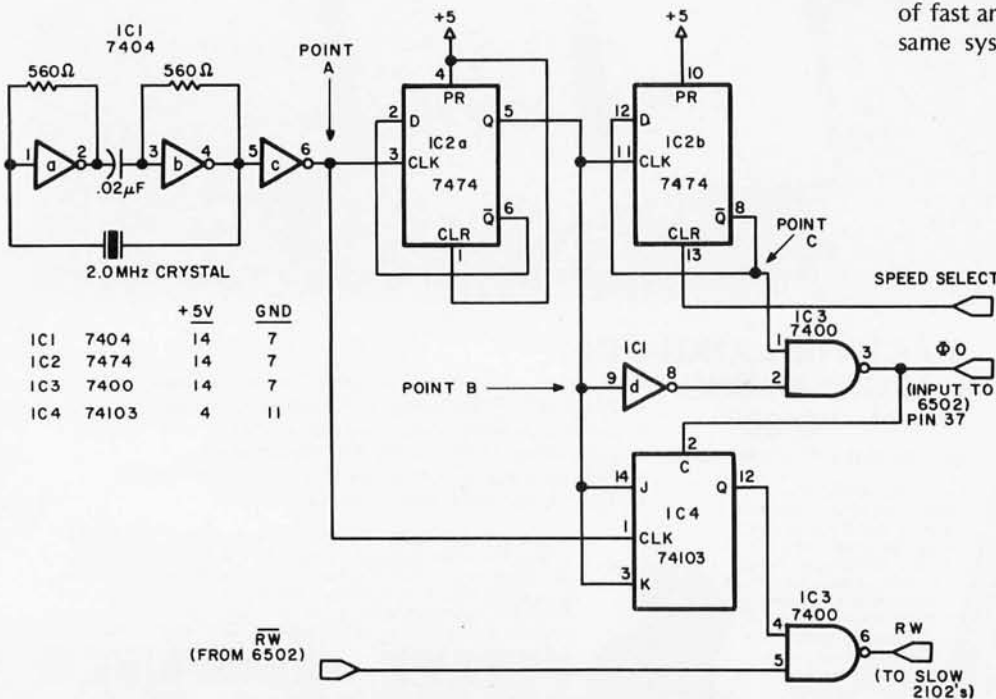 of fast an
same sys
IC1
7404
560Ω
560Ω
1
a
2
.02μF
3
b
4
5
c
6
2.0MHz CRYSTAL
POINT
A
+5
4
PR
2
D
Q
5
IC2a
3
CLK
7474
Q̅
6
CLR
1
+5
10
PR
12
D
IC2b
11
CLK
7474
Q̅
8
CLR
13
POINT
C
SPEED SELECT
+5V GND
IC1 7404 14 7
IC2 7474 14 7
IC3 7400 14 7
IC4 74103 4 11
POINT B
IC1
9
d
8
IC3
7400
1
2
3
Φ0
(INPUT TO
6502)
PIN 37
2
C
14
J
Q
12
IC4
1
CLK
74103
3
K
IC3
7400
4
5
6
R̅W̅
(FROM 6502)
RW
(TO SLOW
2102's)